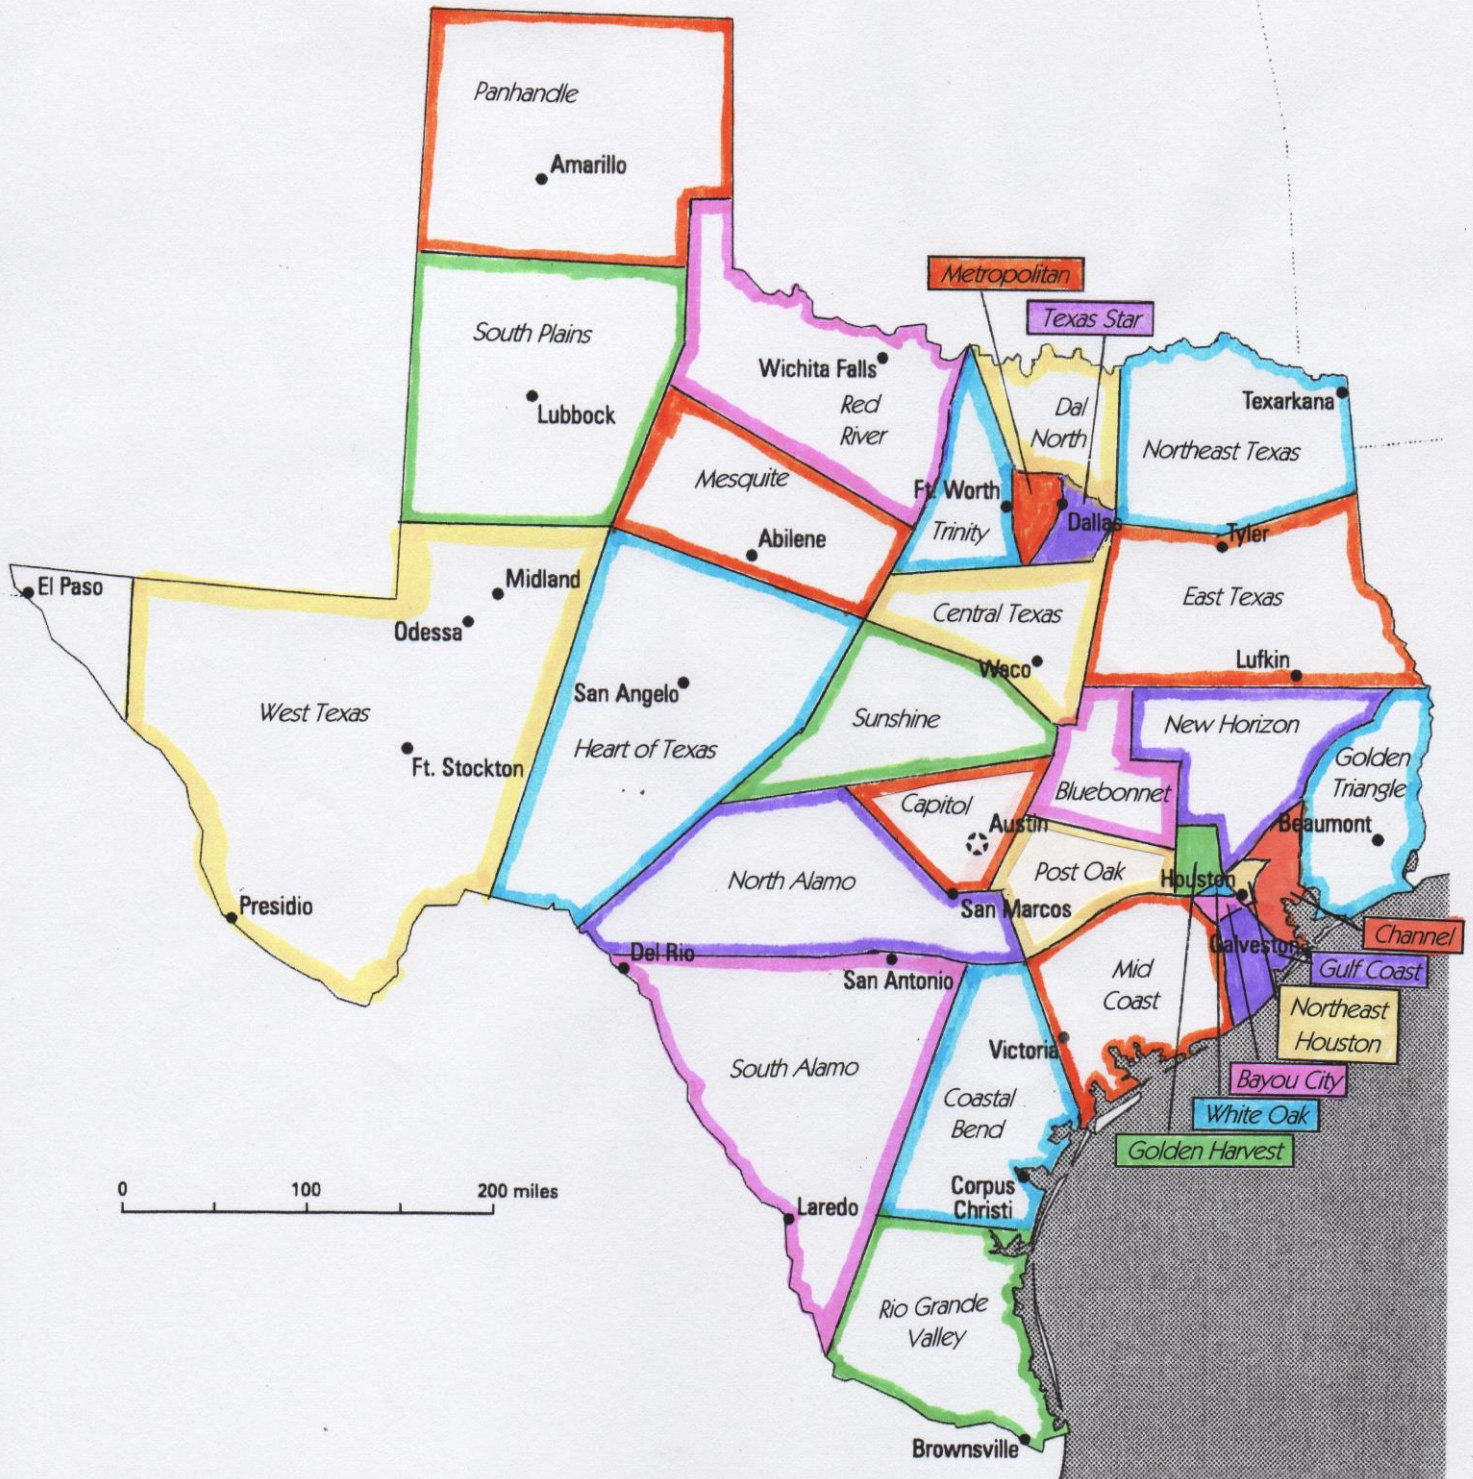 Panhandle
Amarillo
South Plains
Lubbock
Metropolitan
Texas Star
Wichita Falls
Red
River
Dal
North
Texarkana
Northeast Texas
Mesquite
Abilene
Ft. Worth
Trinity
Dallas
Tyler
El Paso
Midland
Odessa
Central Texas
East Texas
Waco
Lufkin
San Angelo
West Texas
Sunshine
New Horizon
Heart of Texas
Ft. Stockton
Golden
Triangle
Bluebonnet
Capitol
Austin
Beaumont
North Alamo
Post Oak
Houston
Presidio
San Marcos
Channel
Del Rio
San Antonio
Galveston
Gulf Coast
Mid
Coast
Northeast
Houston
Victoria
South Alamo
Bayou City
Coastal
Bend
White Oak
Golden Harvest
0 100 200 miles
Laredo
Corpus
Christi
Rio Grande
Valley
Brownsville